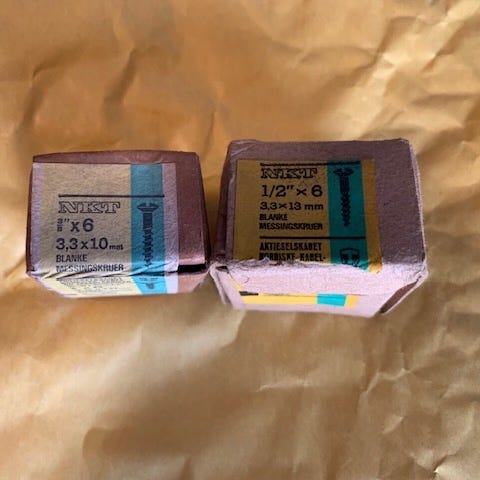 NKT
3/8" x 6
3,3 x 10 mm
BLANKE
MESSINGSKRUER
NKT
1/2" x 6
3,3 x 13 mm
BLANKE
MESSINGSKRUER
AKTIESELSKABET
NORDISKE KABEL-